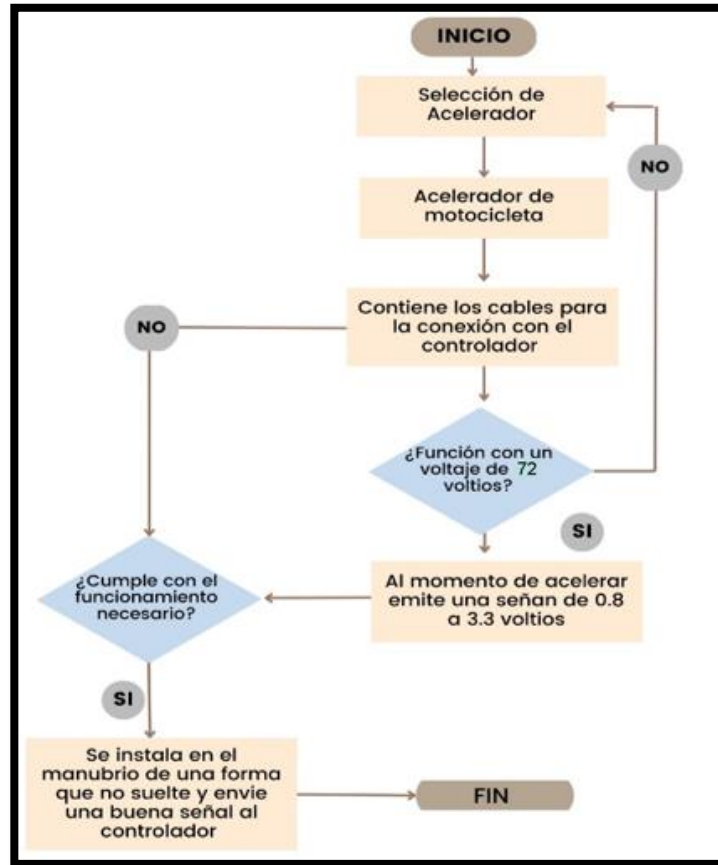 INICIO
Selección de
Acelerador
NO
Acelerador de
motocicleta
Contiene los cables para
la conexión con el
controlador
NO
¿Función con un
voltaje de 72
voltios?
SI
Al momento de acelerar
emite una señan de 0.8
a 3.3 voltios
¿Cumple con el
funcionamiento
necesario?
SI
Se instala en el
manubrio de una forma
que no suelte y envie
una buena señal al
controlador
FIN